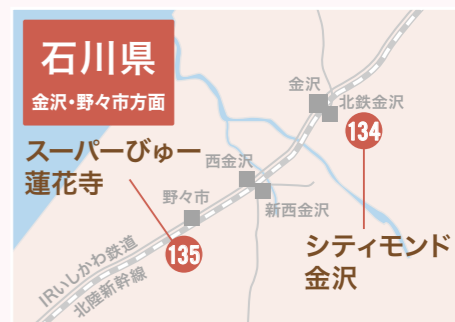 石川県
金沢・野々市方面
スーパーびゅー
蓮花寺
金沢
北鉄金沢
134
西金沢
新西金沢
野々市
135
シティモンド
金沢
IRいしかわ鉄道
北陸新幹線